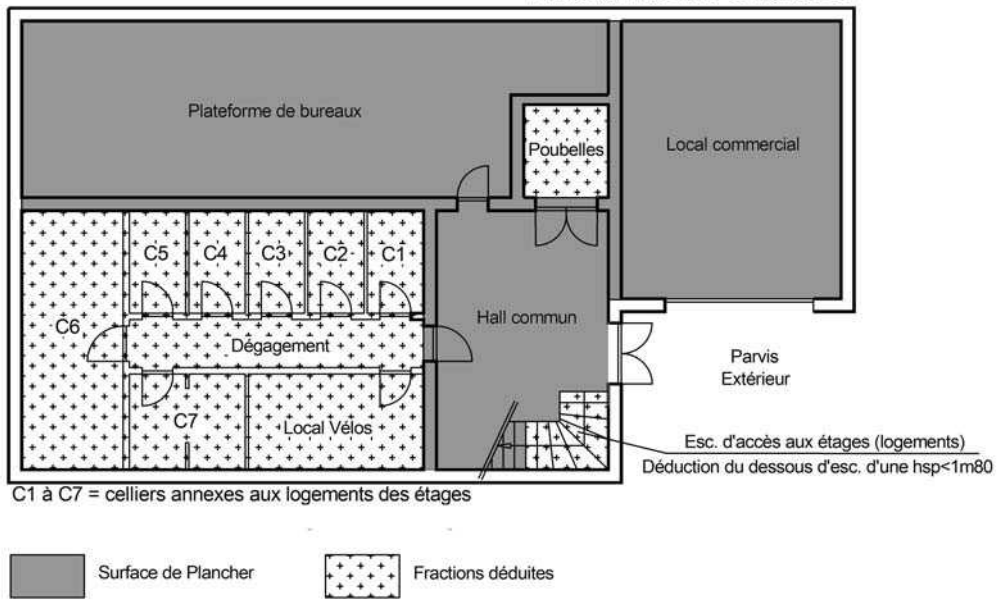 Plateforme de bureaux
Poubelles
Local commercial
C5
C4
C3
C2
C1
C6
Dégagement
Hall commun
Parvis
Extérieur
C7
Local Vélos
Esc. d'accès aux étages (logements)
Déduction du dessous d'esc. d'une hsp<1m80
C1 à C7 = celliers annexes aux logements des étages
Surface de Plancher
Fractions déduites